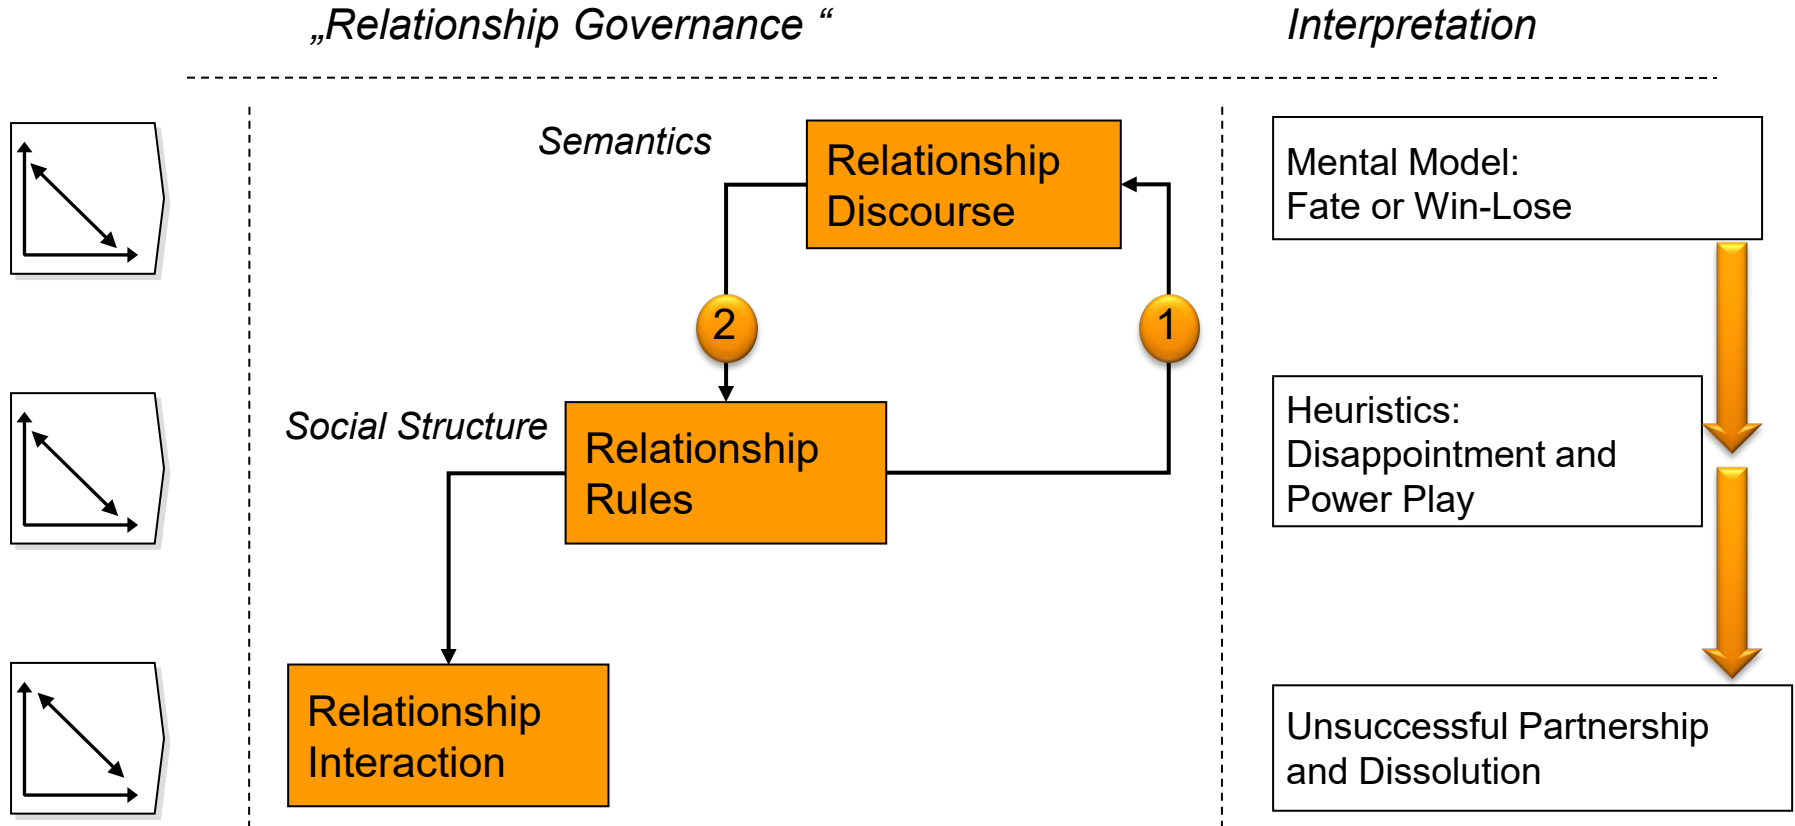 „Relationship Governance “
Interpretation
Semantics
Relationship
Discourse
Mental Model:
Fate or Win-Lose
2
1
Social Structure
Relationship
Rules
Heuristics:
Disappointment and
Power Play
Relationship
Interaction
Unsuccessful Partnership
and Dissolution